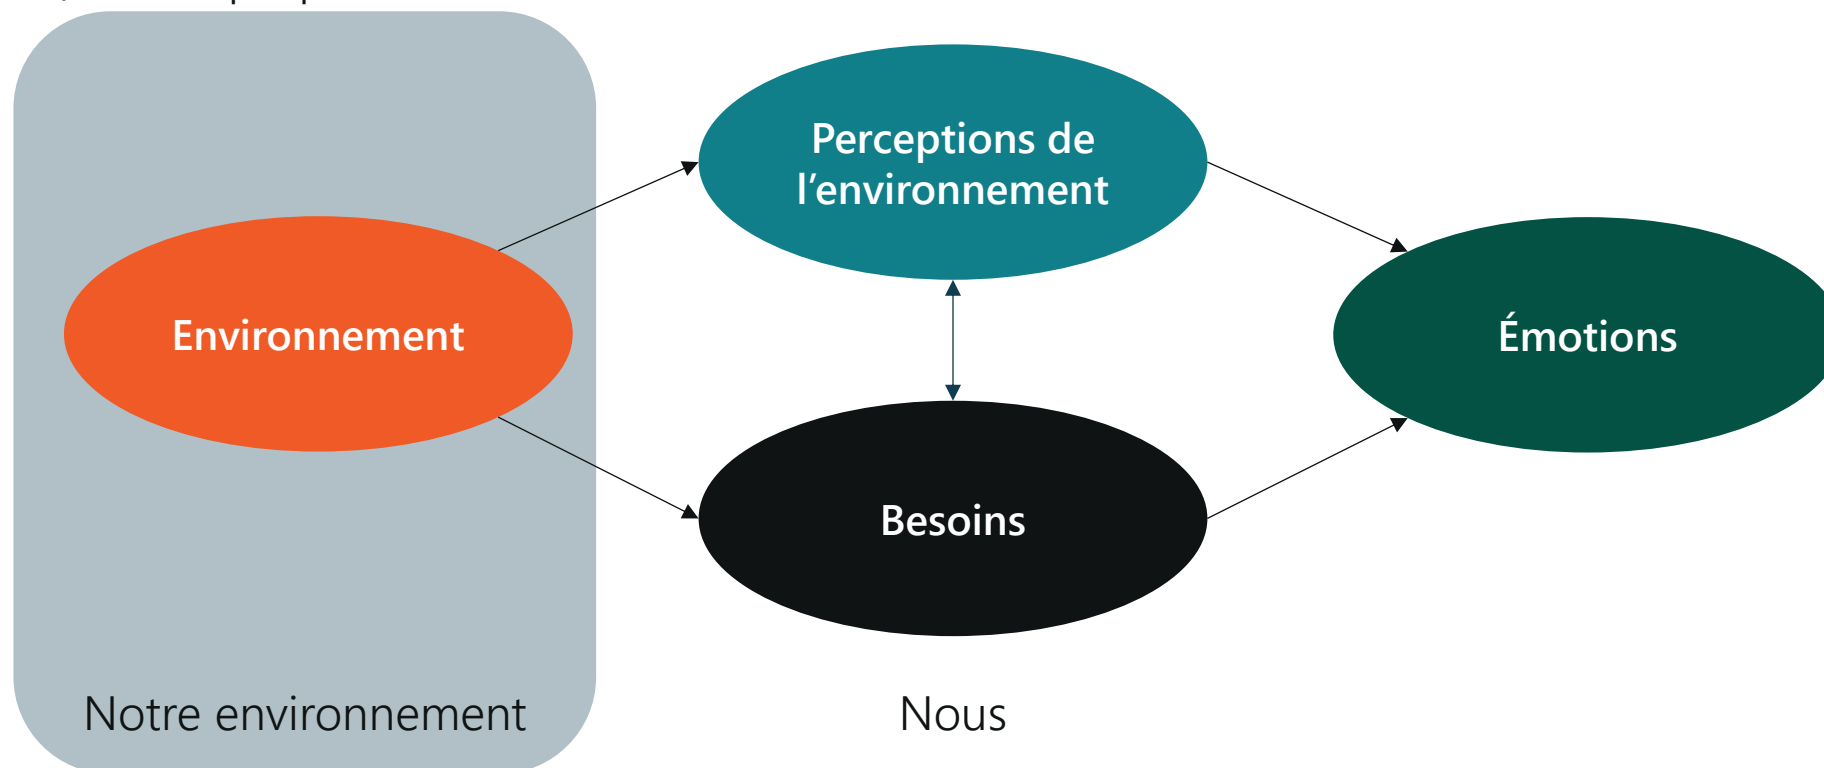 Perceptions de
l’environnement
Environnement
Émotions
Besoins
Notre environnement
Nous